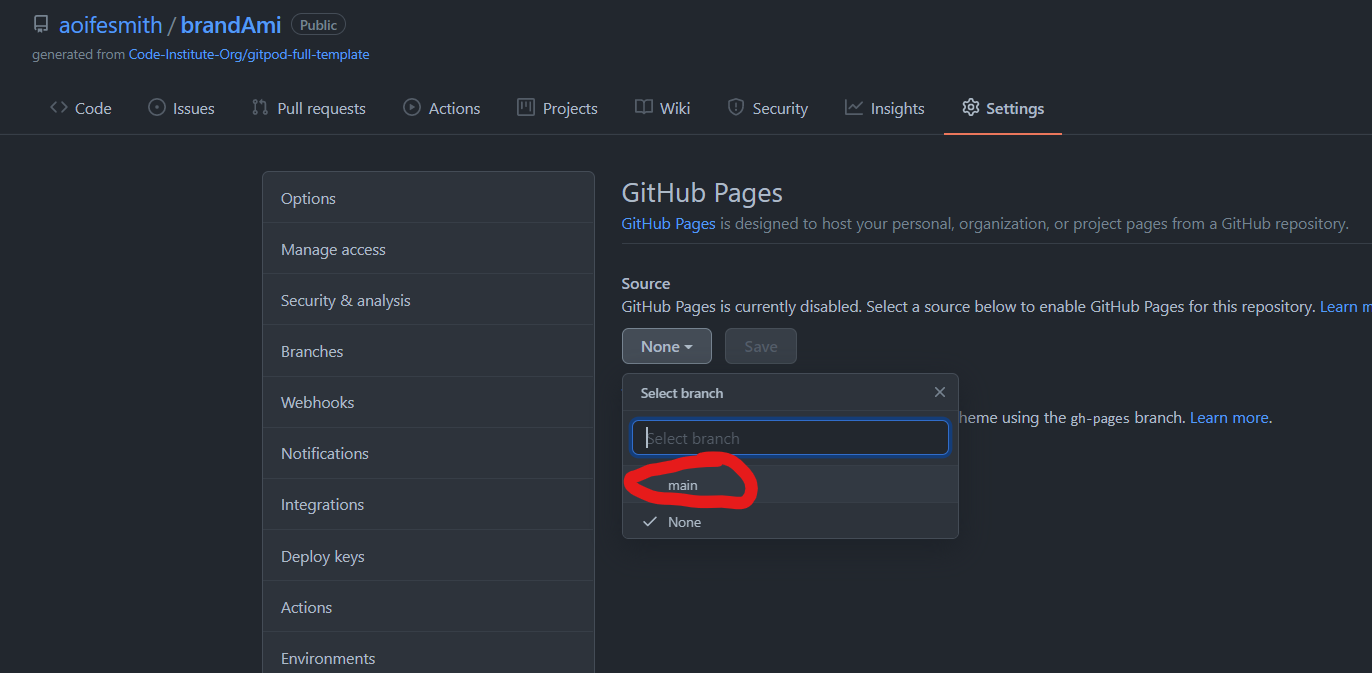 aoifesmith / brandAmi Public
generated from Code-Institute-Org/gitpod-full-template
Code Issues Pull requests Actions Projects Wiki Security Insights Settings
Options
Manage access
Security & analysis
Branches
Webhooks
Notifications
Integrations
Deploy keys
Actions
Environments
GitHub Pages
GitHub Pages is designed to host your personal, organization, or project pages from a GitHub repository.
Source
GitHub Pages is currently disabled. Select a source below to enable GitHub Pages for this repository. Learn m
None Save
Select branch
heme using the gh-pages branch. Learn more.
Select branch
main
None